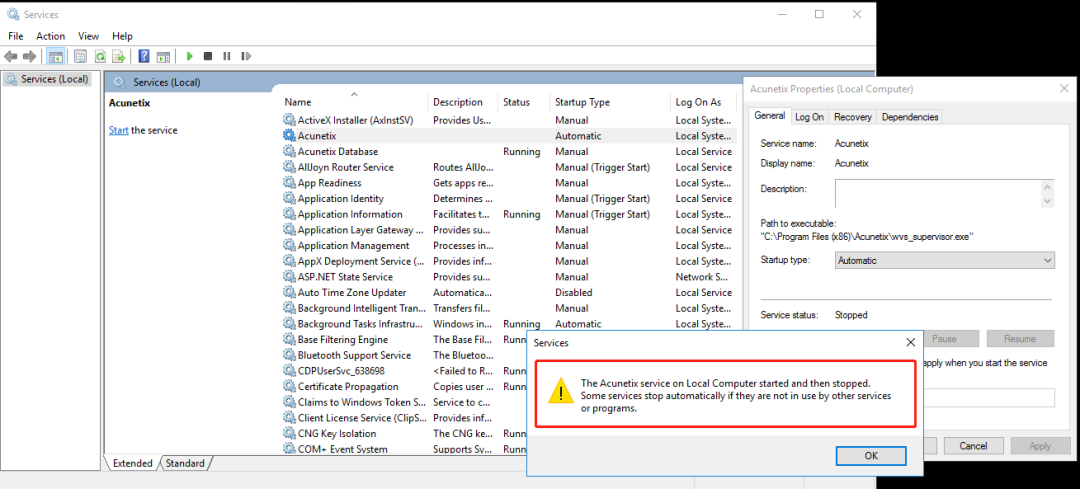 Services
File Action View Help
Services (Local)
Services (Local)
Acunetix
Start the service
Name Description Status Startup Type Log On As
ActiveX Installer (AxInstSV) Provides Us... Manual Local Syste...
Acunetix Automatic Local Syste...
Acunetix Database Running Manual Local Service
AllJoyn Router Service Routes AllJo... Manual (Trigger Start) Local Service
App Readiness Gets apps re... Manual Local Syste...
Application Identity Determines ... Manual (Trigger Start) Local Service
Application Information Facilitates t... Running Manual (Trigger Start) Local Syste...
Application Layer Gateway ... Provides su... Manual Local Service
Application Management Processes in... Manual Local Syste...
AppX Deployment Service (... Provides inf... Manual Local Syste...
ASP.NET State Service Provides su... Manual Network S...
Auto Time Zone Updater Automatica... Disabled Local Service
Background Intelligent Tran... Transfers fil... Manual Local Syste...
Background Tasks Infrastru... Windows in... Running Automatic Local Syste...
Base Filtering Engine The Base Fil... Runn
Bluetooth Support Service The Bluetoo...
CDPUserSvc_638698 <Failed to R... Runn
Certificate Propagation Copies user ... Runn
Claims to Windows Token S... Service to c...
Client License Service (ClipS... Provides inf...
CNG Key Isolation The CNG ke... Runn
COM+ Event System Supports Sy... Runn
Extended Standard
Acunetix Properties (Local Computer)
General Log On Recovery Dependencies
Service name: Acunetix
Display name: Acunetix
Description:
Path to executable:
"C:\Program Files (x86)\Acunetix\wvs_supervisor.exe"
Startup type: Automatic
Service status: Stopped
Pause Resume
apply when you start the service
Cancel Apply
Services
The Acunetix service on Local Computer started and then stopped.
Some services stop automatically if they are not in use by other services
or programs.
OK